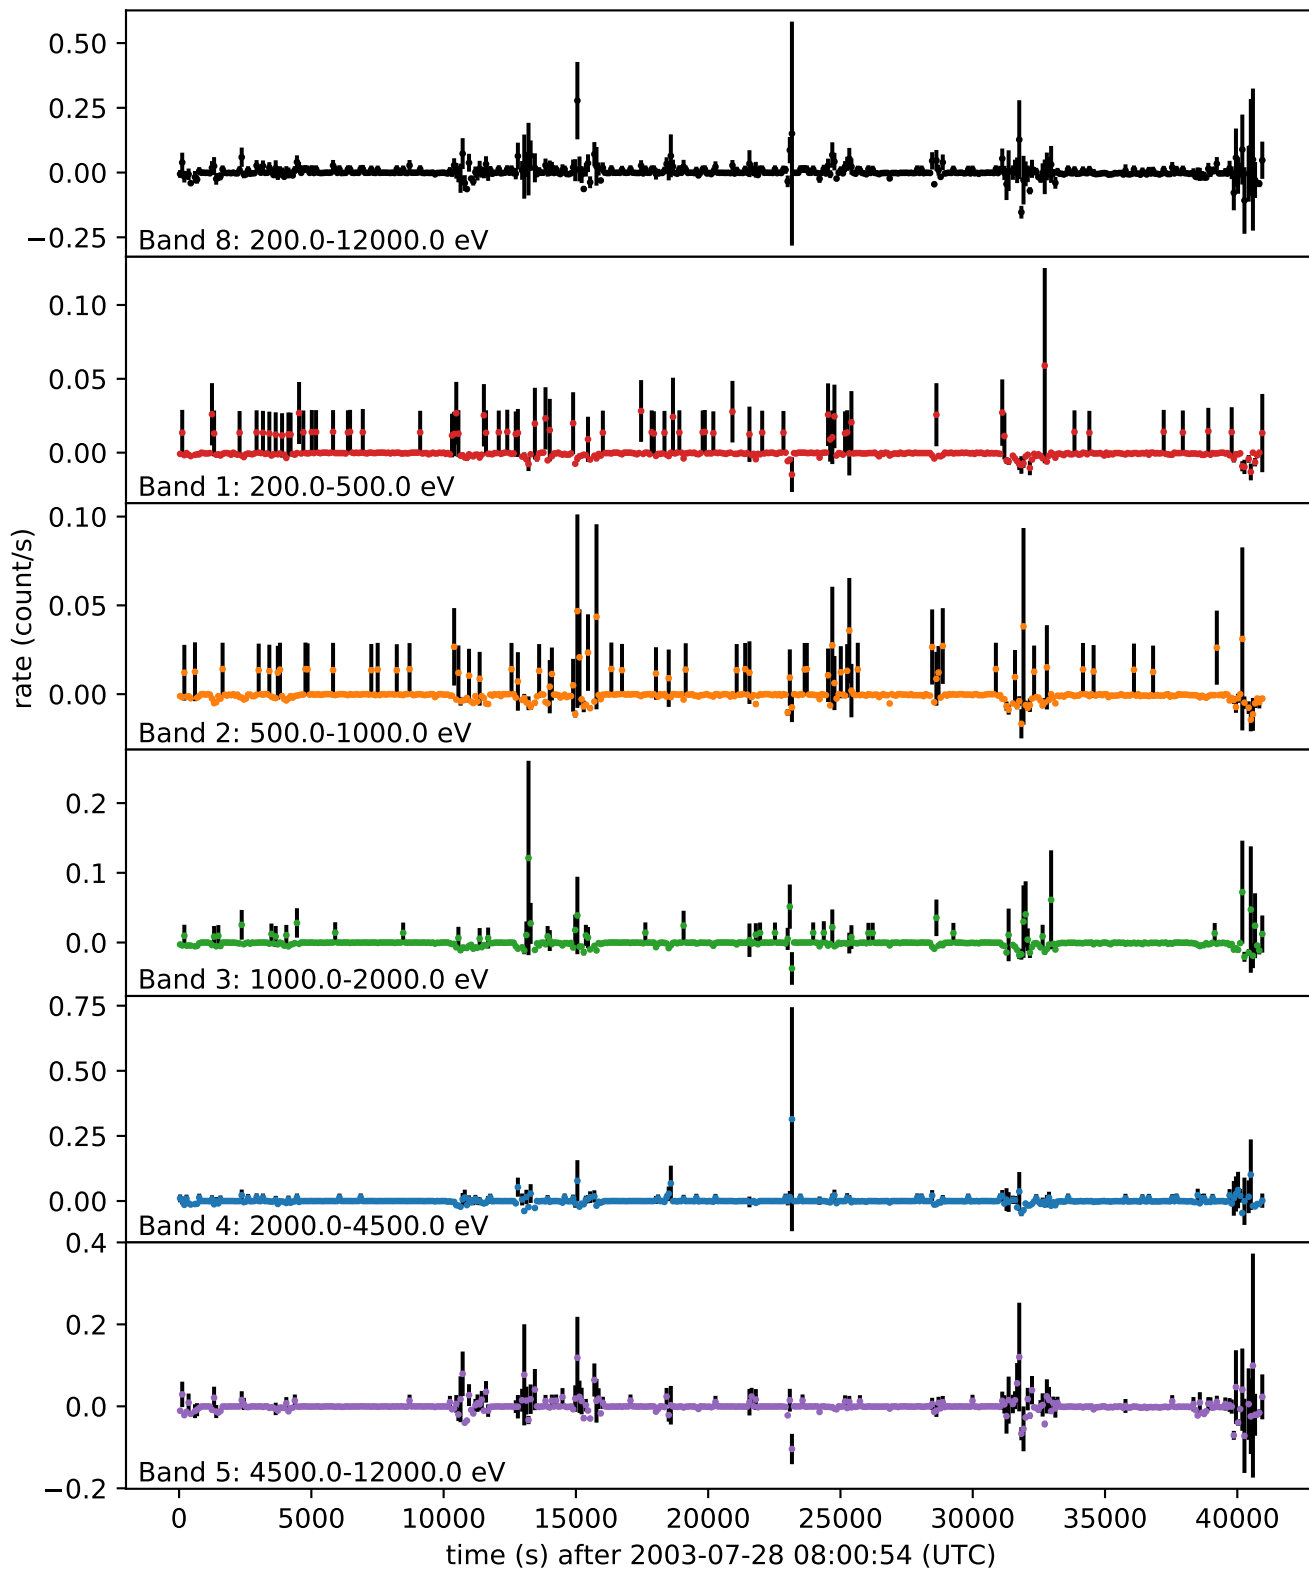 0.50
0.25
0.00
−0.25
Band 8: 200.0-12000.0 eV
0.10
0.05
0.00
Band 1: 200.0-500.0 eV
0.10
0.05
0.00
Band 2: 500.0-1000.0 eV
rate (count/s)
0.2
0.1
0.0
Band 3: 1000.0-2000.0 eV
0.75
0.50
0.25
0.00
Band 4: 2000.0-4500.0 eV
0.4
0.2
0.0
−0.2
Band 5: 4500.0-12000.0 eV
0 5000 10000 15000 20000 25000 30000 35000 40000
time (s) after 2003-07-28 08:00:54 (UTC)